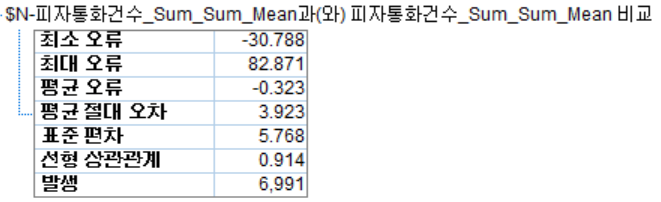 $N-피자통화건수_Sum_Sum_Mean과(와) 피자통화건수_Sum_Sum_Mean 비교
최소 오류 -30.788
최대 오류 82.871
평균 오류 -0.323
평균 절대 오차 3.923
표준 편차 5.768
선형 상관관계 0.914
발생 6,991